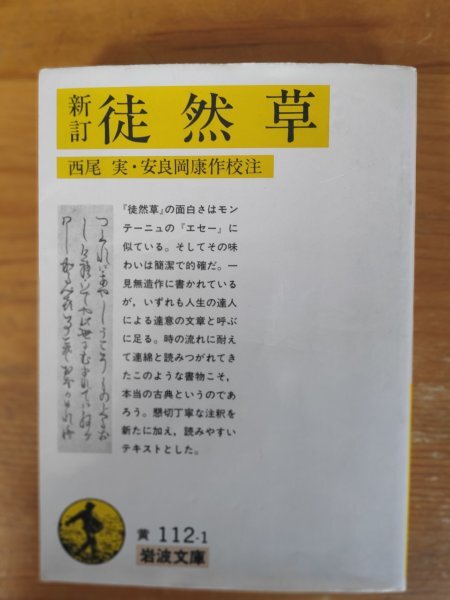 新訂 徒然草
西尾 実・安良岡康作校注
『徒然草』の面白さはモン
テーニュの『エセー』に
似ている。そしてその味
わいは簡潔で的確だ。一
見無造作に書かれている
が，いずれも人生の達人
による達意の文章と呼ぶ
に足る。時の流れに耐え
て連綿と読みつがれてき
たこのような書物こそ，
本当の古典というのであ
ろう。懇切丁寧な注釈を
新たに加え，読みやすい
テキストとした。
黄 112-1
岩波文庫